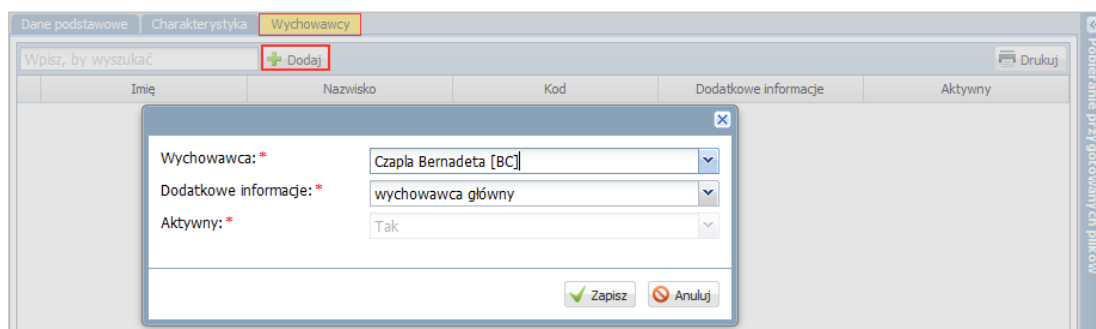 Dane podstawowe Charakterystyka Wychowawcy
Wpisz, by wyszukać Dodaj Drukuj
Imię Nazwisko Kod Dodatkowe informacje Aktywny
Wychowawca: * Czapla Bernadeta [BC]
Dodatkowe informacje: * wychowawca główny
Aktywny: * Tak
Zapisz Anuluj
Pobieranie przygotowanych plików